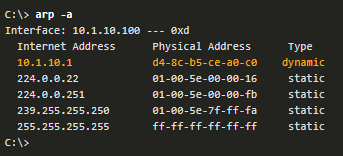 C:\> arp -a
Interface: 10.1.10.100 --- 0xd
Internet Address Physical Address Type
10.1.10.1 d4-8c-b5-ce-a0-c0 dynamic
224.0.0.22 01-00-5e-00-00-16 static
224.0.0.251 01-00-5e-00-00-fb static
239.255.255.250 01-00-5e-7f-ff-fa static
255.255.255.255 ff-ff-ff-ff-ff-ff static
C:\>